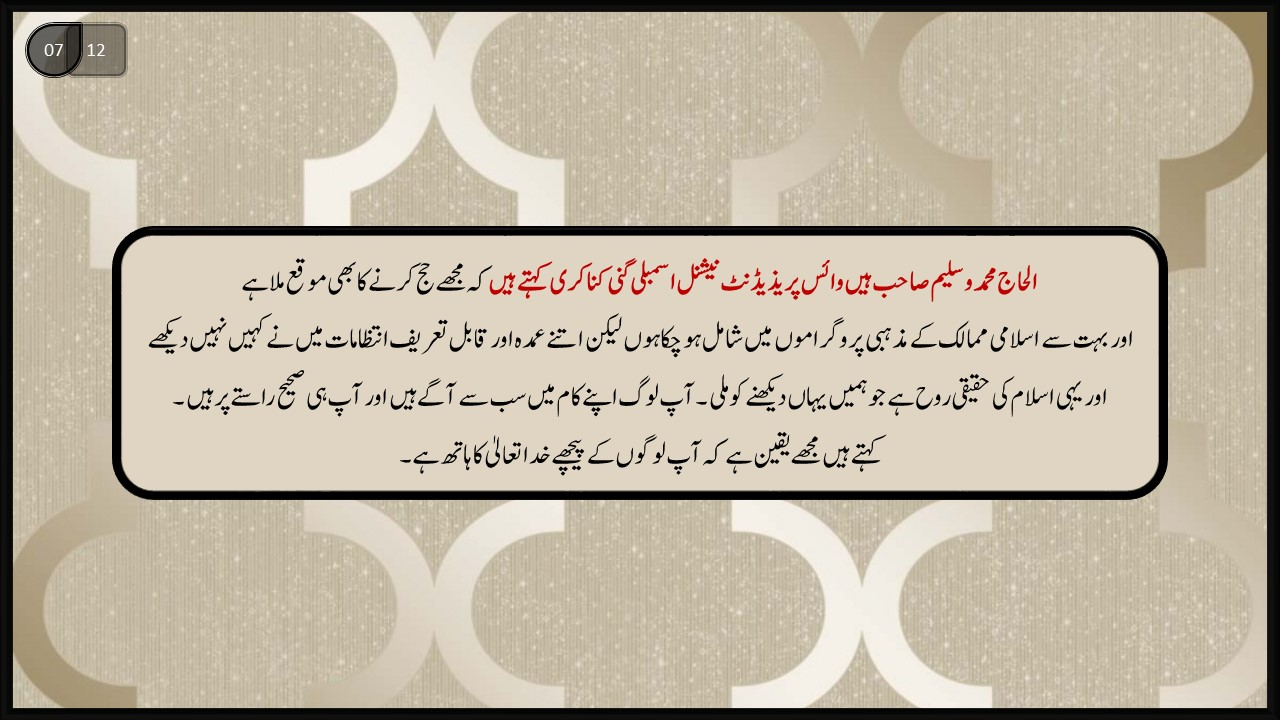 07 12
الحاج محمد وسلیم صاحب ہیں وائس پریذیڈنٹ نیشنل اسمبلی گنی کناکری کہتے ہیں کہ مجھے حج کرنے کا بھی موقع ملا ہے
اور بہت سے اسلامی ممالک کے مذہبی پروگراموں میں شامل ہو چکا ہوں لیکن اتنے عمدہ اور قابل تعریف انتظامات میں نے کہیں نہیں دیکھے
اور یہی اسلام کی حقیقی روح ہے جو ہمیں یہاں دیکھنے کو ملی۔ آپ لوگ اپنے کام میں سب سے آگے ہیں اور آپ ہی صحیح راستے پر ہیں۔
کہتے ہیں مجھے یقین ہے کہ آپ لوگوں کے پیچھے خدا تعالیٰ کا ہاتھ ہے۔